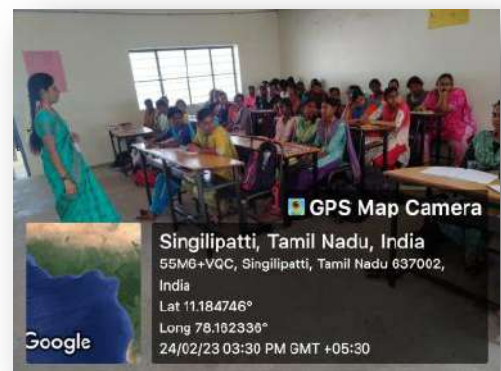 GPS Map Camera
Singilipatti, Tamil Nadu, India
55M6+VQC, Singilipatti, Tamil Nadu 637002,
India
Lat 11.184746°
Long 78.162336°
24/02/23 03:30 PM GMT +05:30
Google